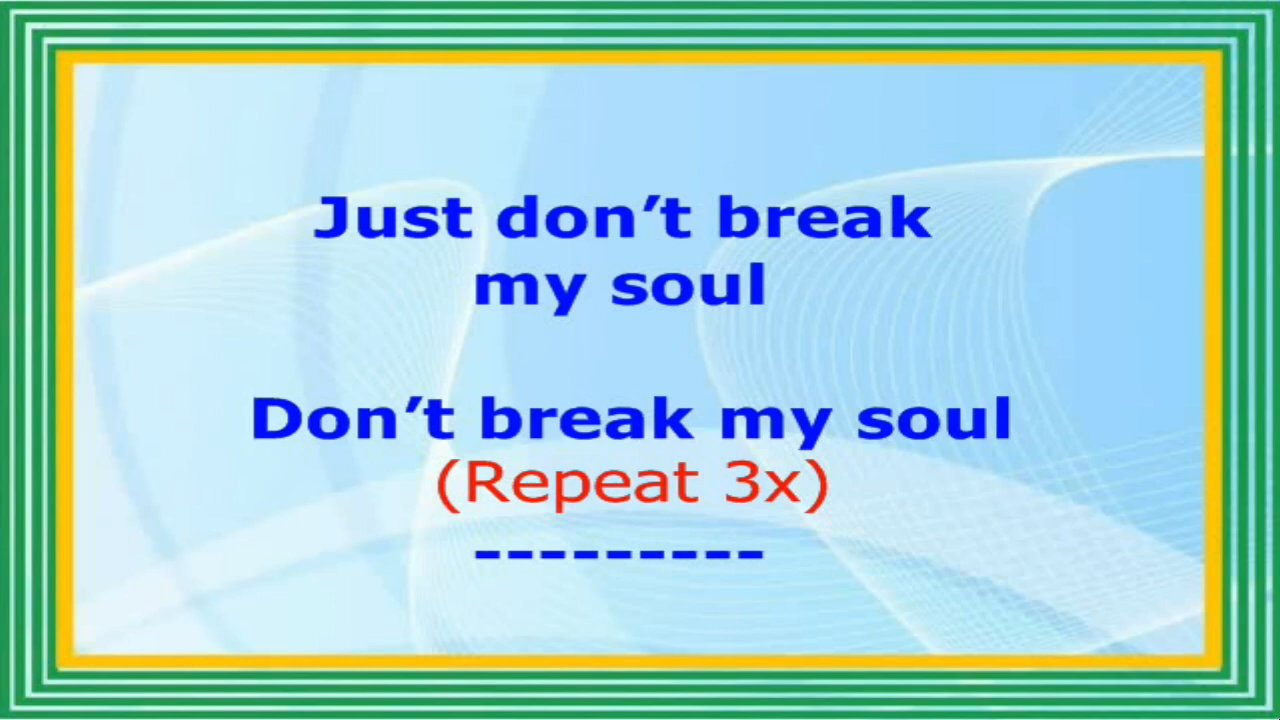 Just don’t break
my soul
Don’t break my soul
(Repeat 3x)
---------